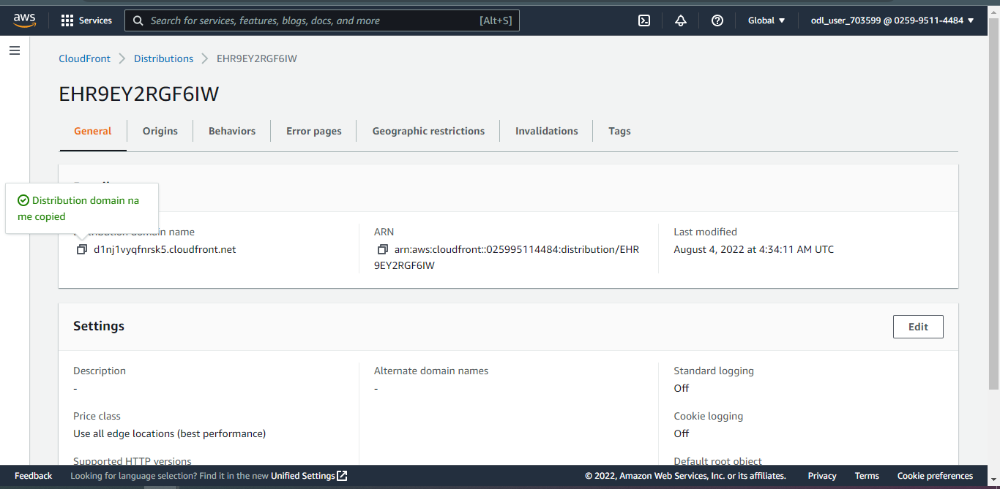 aws
Services
Search for services, features, blogs, docs, and more
[Alt+S]
Global
odl_user_703599 @ 0259-9511-4484
CloudFront
Distributions
EHR9EY2RGF6IW
EHR9EY2RGF6IW
General
Origins
Behaviors
Error pages
Geographic restrictions
Invalidations
Tags
Distribution domain na
me copied
domain name
d1nj1vyqfnrsk5.cloudfront.net
ARN
arn:aws:cloudfront::025995114484:distribution/EHR
9EY2RGF6IW
Last modified
August 4, 2022 at 4:34:11 AM UTC
Settings
Edit
Description
-
Alternate domain names
-
Standard logging
Off
Price class
Use all edge locations (best performance)
Cookie logging
Off
Supported HTTP versions
Default root object
Feedback
Looking for language selection? Find it in the new Unified Settings
© 2022, Amazon Web Services, Inc. or its affiliates.
Privacy
Terms
Cookie preferences